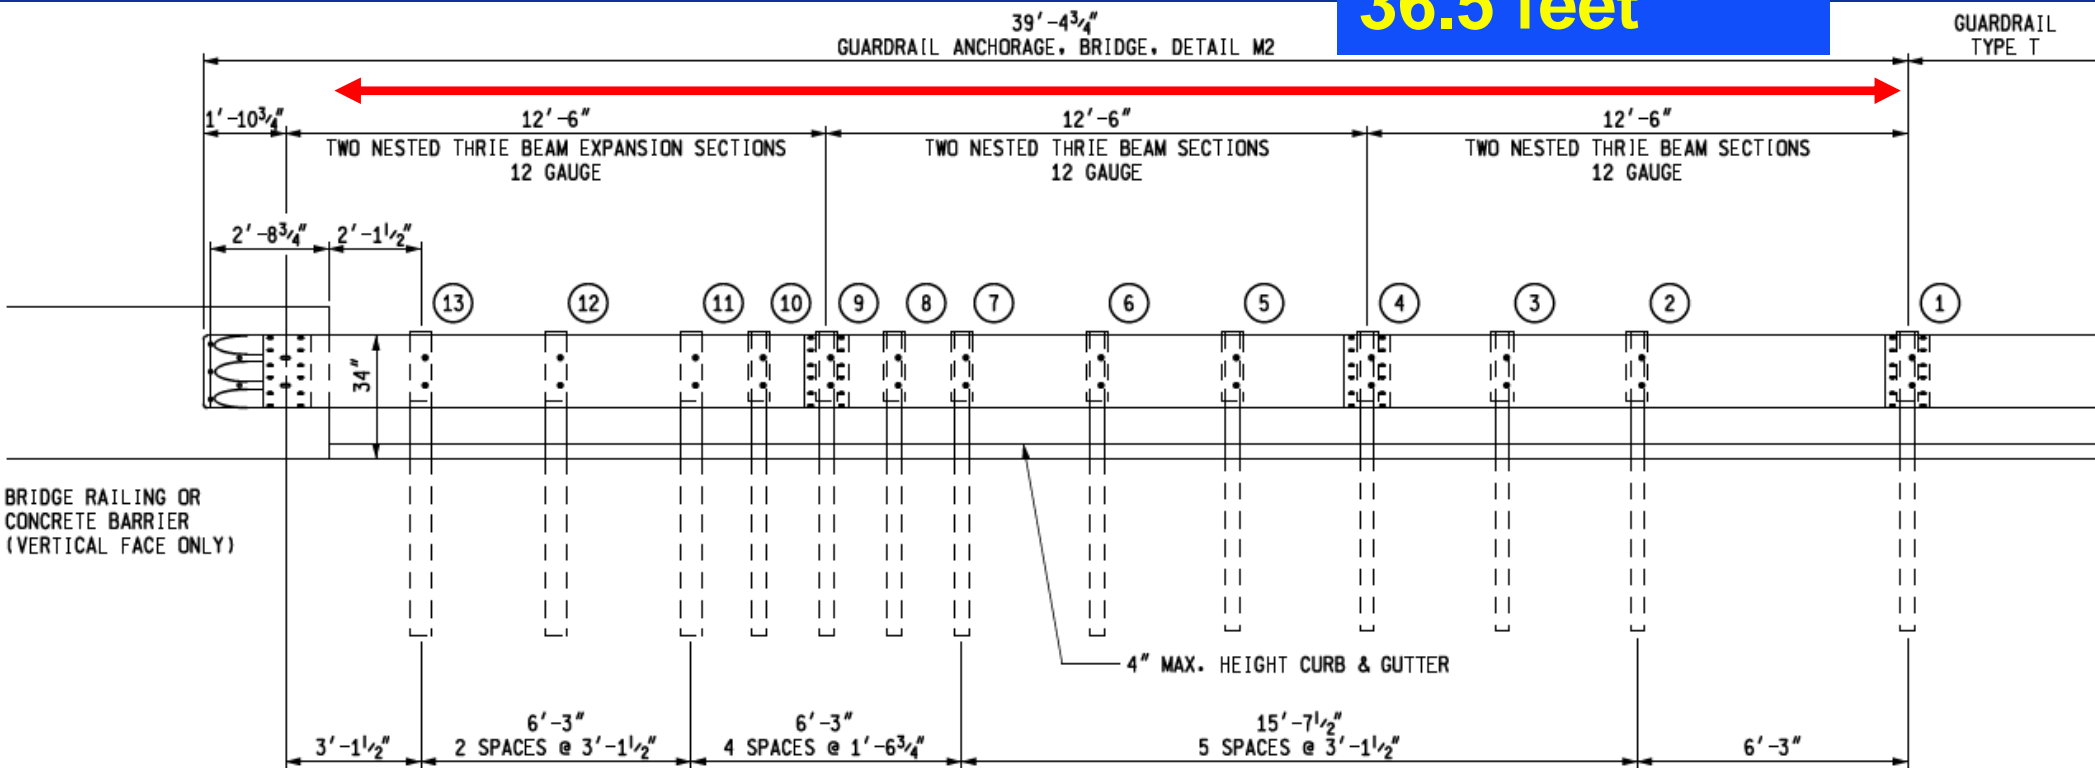 36.5 feet
39'-4¾"
GUARDRAIL ANCHORAGE, BRIDGE, DETAIL M2
GUARDRAIL
TYPE T
1'-10¾"
12'-6"
TWO NESTED THRIE BEAM EXPANSION SECTIONS
12 GAUGE
12'-6"
TWO NESTED THRIE BEAM SECTIONS
12 GAUGE
12'-6"
TWO NESTED THRIE BEAM SECTIONS
12 GAUGE
2'-8¾"
2'-1½"
13
12
11
10
9
8
7
6
5
4
3
2
1
34"
BRIDGE RAILING OR
CONCRETE BARRIER
(VERTICAL FACE ONLY)
4" MAX. HEIGHT CURB & GUTTER
3'-1½"
6'-3"
2 SPACES @ 3'-1½"
6'-3"
4 SPACES @ 1'-6¾"
15'-7½"
5 SPACES @ 3'-1½"
6'-3"